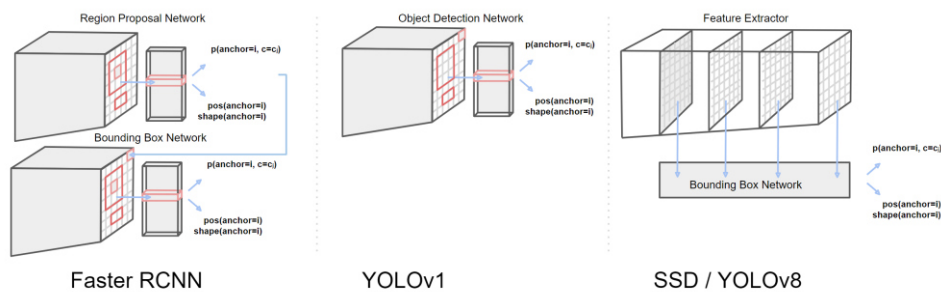 Region Proposal Network
p(anchor=i, c=cⱼ)
pos(anchor=i)
shape(anchor=i)
Bounding Box Network
p(anchor=i, c=cⱼ)
pos(anchor=i)
shape(anchor=i)
Faster RCNN
Object Detection Network
p(anchor=i, c=cⱼ)
pos(anchor=i)
shape(anchor=i)
YOLOv1
Feature Extractor
Bounding Box Network
p(anchor=i, c=cⱼ)
pos(anchor=i)
shape(anchor=i)
SSD / YOLOv8